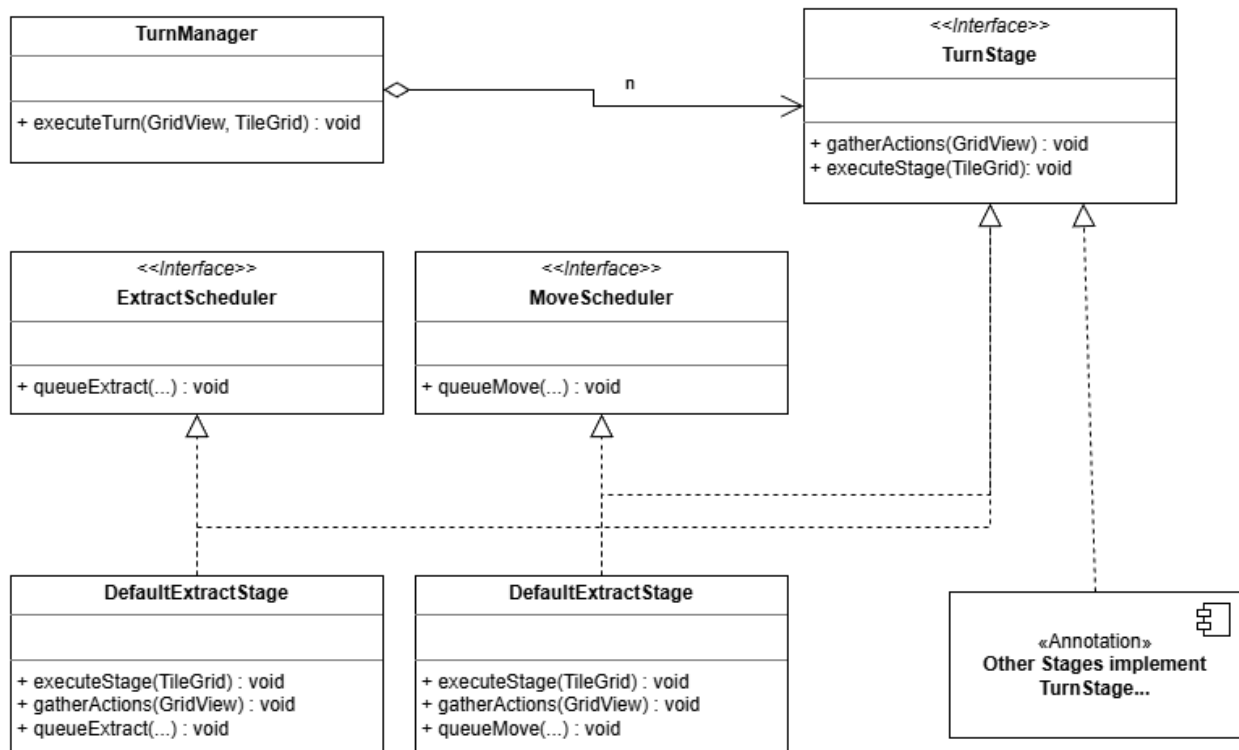 TurnManager
+ executeTurn(GridView, TileGrid) : void
n
<<Interface>>
TurnStage
+ gatherActions(GridView) : void
+ executeStage(TileGrid): void
<<Interface>>
ExtractScheduler
+ queueExtract(...) : void
<<Interface>>
MoveScheduler
+ queueMove(...) : void
DefaultExtractStage
+ executeStage(TileGrid) : void
+ gatherActions(GridView) : void
+ queueExtract(...) : void
DefaultExtractStage
+ executeStage(TileGrid) : void
+ gatherActions(GridView) : void
+ queueMove(...) : void
«Annotation»
Other Stages implement
TurnStage...